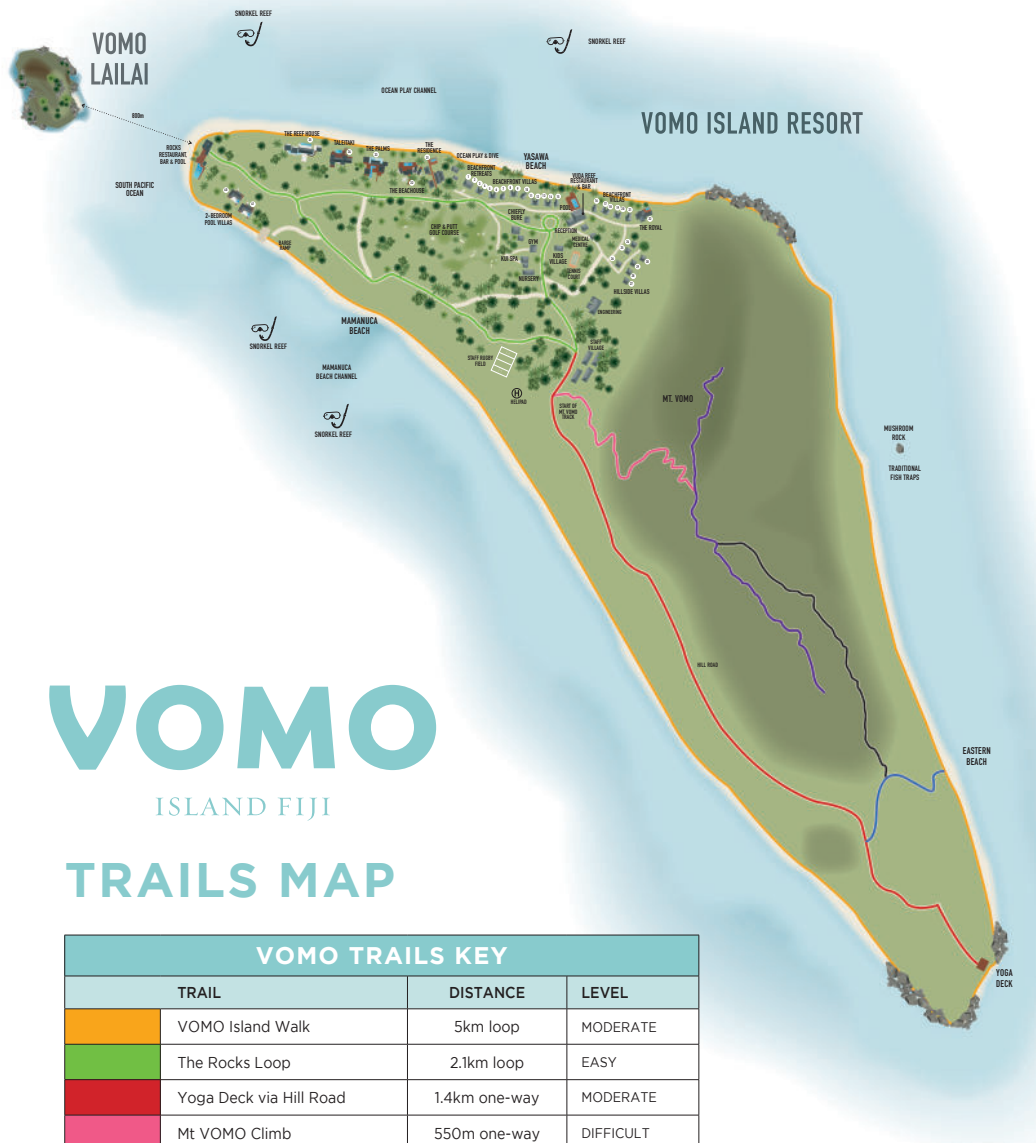 SNORKEL REEF
SNORKEL REEF
VOMO
LAILAI
OCEAN PLAY CHANNEL
VOMO ISLAND RESORT
800m
ROCKS
RESTAURANT,
BAR & POOL
THE REEF HOUSE
TALEITAKI
THE PALMS
THE
RESIDENCE
OCEAN PLAY & DIVE
YASAWA
BEACH
BEACHFRONT
RETREATS
BEACHFRONT VILLAS
VUDA REEF
RESTAURANT
& BAR
BEACHFRONT
VILLAS
SOUTH PACIFIC
OCEAN
THE BEACHOUSE
POOL
2-BEDROOM
POOL VILLAS
CHIEFLY
BURE
THE ROYAL
CHIP & PUTT
GOLF COURSE
RECEPTION
BARGE
RAMP
GYM
MEDICAL
CENTRE
KUI SPA
KIDS
VILLAGE
NURSERY
TENNIS
COURT
HILLSIDE VILLAS
ENGINEERING
MAMANUCA
BEACH
SNORKEL REEF
STAFF
VILLAGE
STAFF RUGBY
FIELD
MAMANUCA
BEACH CHANNEL
H
HELIPAD
START OF
MT. VOMO
TRACK
MT. VOMO
SNORKEL REEF
MUSHROOM
ROCK
TRADITIONAL
FISH TRAPS
HILL ROAD
EASTERN
BEACH
YOGA
DECK
VOMO
ISLAND FIJI
TRAILS MAP
VOMO TRAILS KEY
TRAIL DISTANCE LEVEL
VOMO Island Walk 5km loop MODERATE
The Rocks Loop 2.1km loop EASY
Yoga Deck via Hill Road 1.4km one-way MODERATE
Mt VOMO Climb 550m one-way DIFFICULT